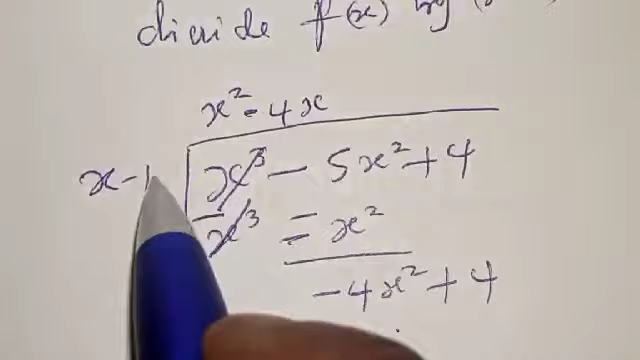 divide f(x) by (
x² - 4x
x - 1 x³ - 5x² + 4
- x³ = x²
- 4x² + 4